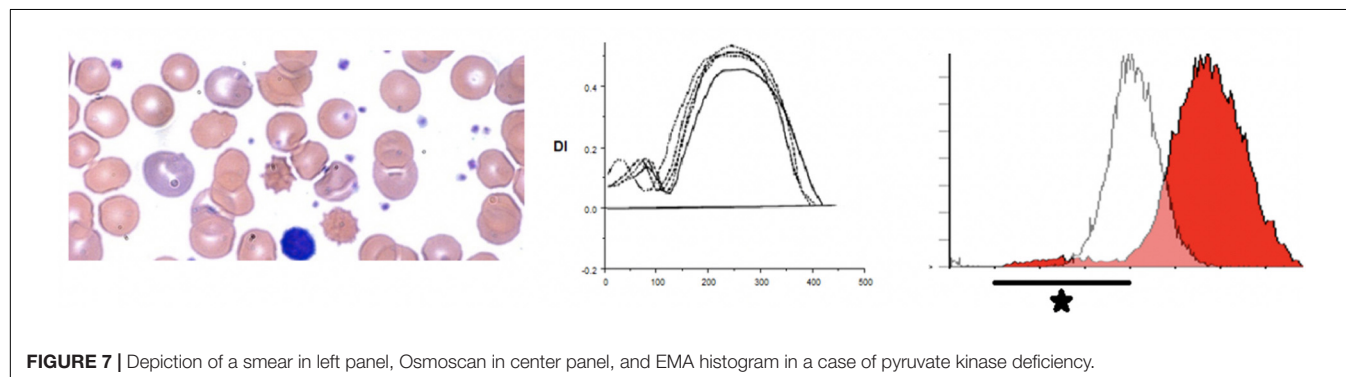 DI
0.4
0.2
0.0
-0.2
0 100 200 300 400 500
FIGURE 7 | Depiction of a smear in left panel, Osmoscan in center panel, and EMA histogram in a case of pyruvate kinase deficiency.